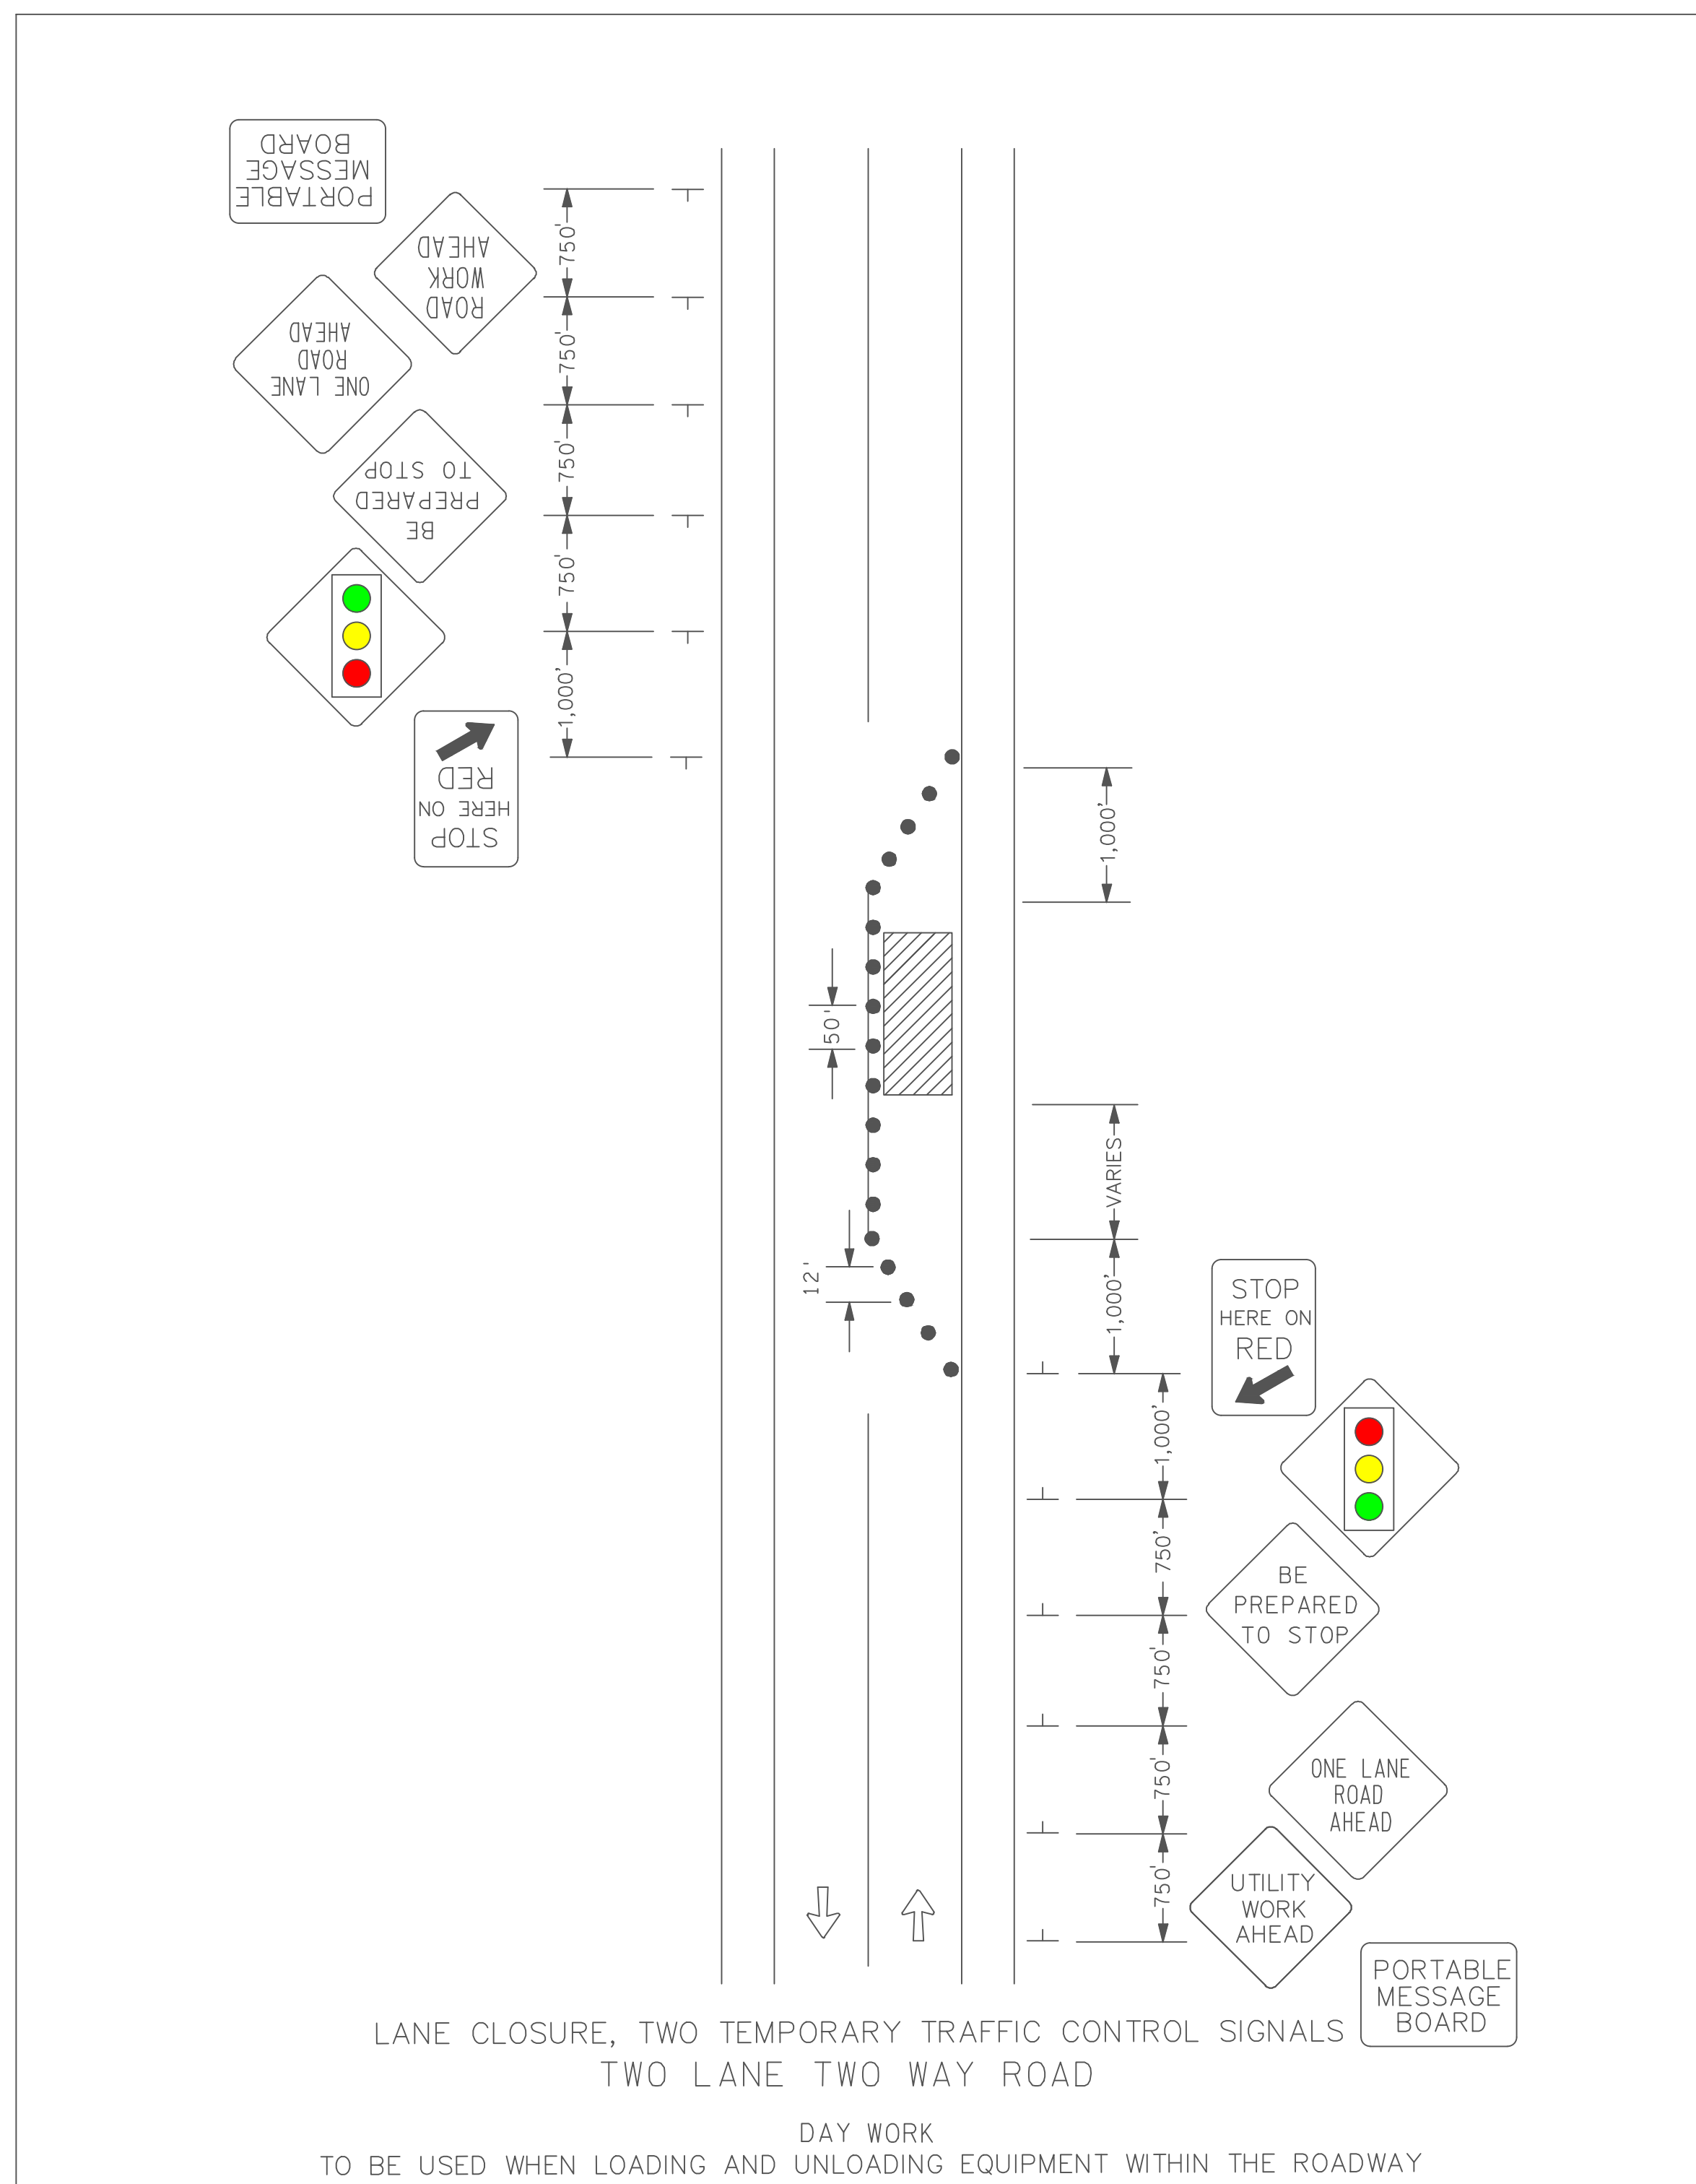 PORTABLE
MESSAGE
BOARD
ROAD
WORK
AHEAD
ONE LANE
ROAD
AHEAD
BE
PREPARED
TO STOP
STOP
HERE ON
RED
750'
750'
750'
750'
1,000'
1,000'
50'
VARIES
12'
1,000'
STOP
HERE ON
RED
1,000'
750'
BE
PREPARED
TO STOP
750'
750'
ONE LANE
ROAD
AHEAD
750'
UTILITY
WORK
AHEAD
PORTABLE
MESSAGE
BOARD
LANE CLOSURE, TWO TEMPORARY TRAFFIC CONTROL SIGNALS
TWO LANE TWO WAY ROAD
DAY WORK
TO BE USED WHEN LOADING AND UNLOADING EQUIPMENT WITHIN THE ROADWAY